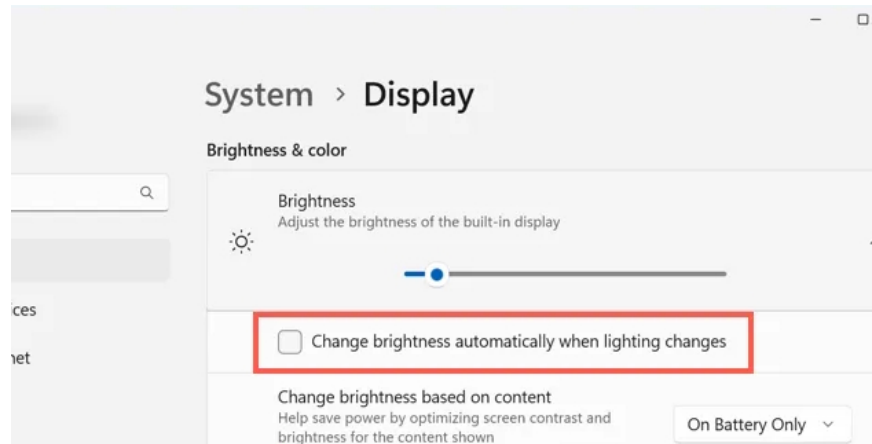 System > Display
Brightness & color
Brightness
Adjust the brightness of the built-in display
ces
net
Change brightness automatically when lighting changes
Change brightness based on content
Help save power by optimizing screen contrast and
brightness for the content shown
On Battery Only